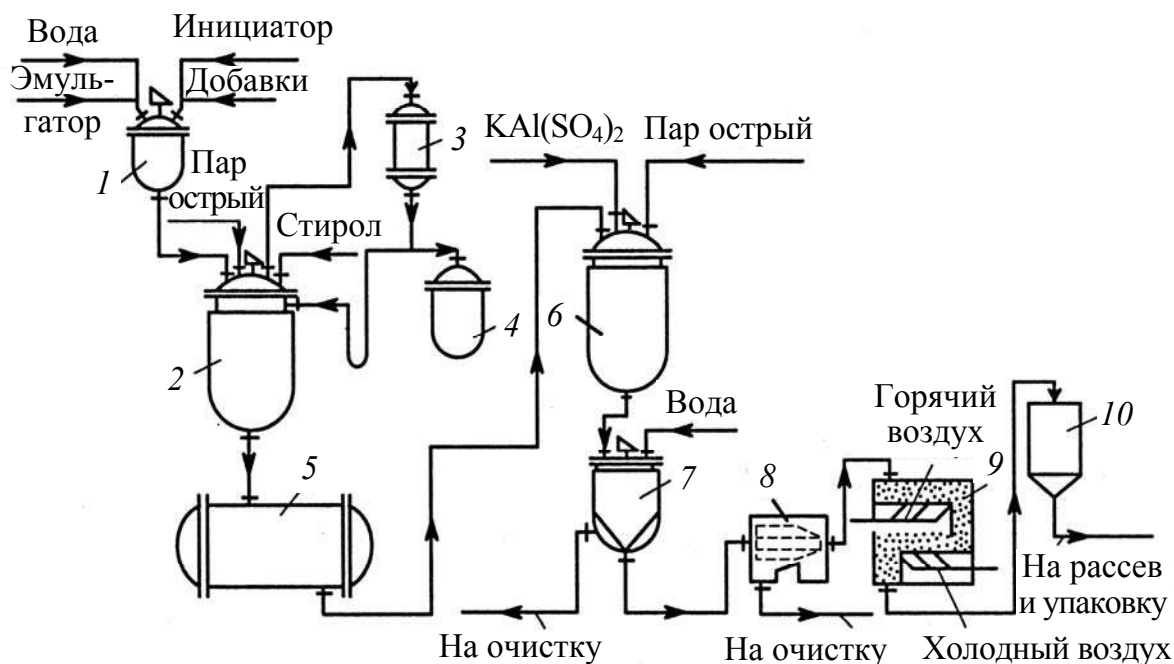 Вода
Инициатор
Эмуль-
гатор
Добавки
1
Пар
острый
Стирол
2
3
4
5
KAl(SO₄)₂
Пар острый
6
Вода
7
8
Горячий
воздух
9
10
На очистку
На очистку
Холодный воздух
На рассев
и упаковку